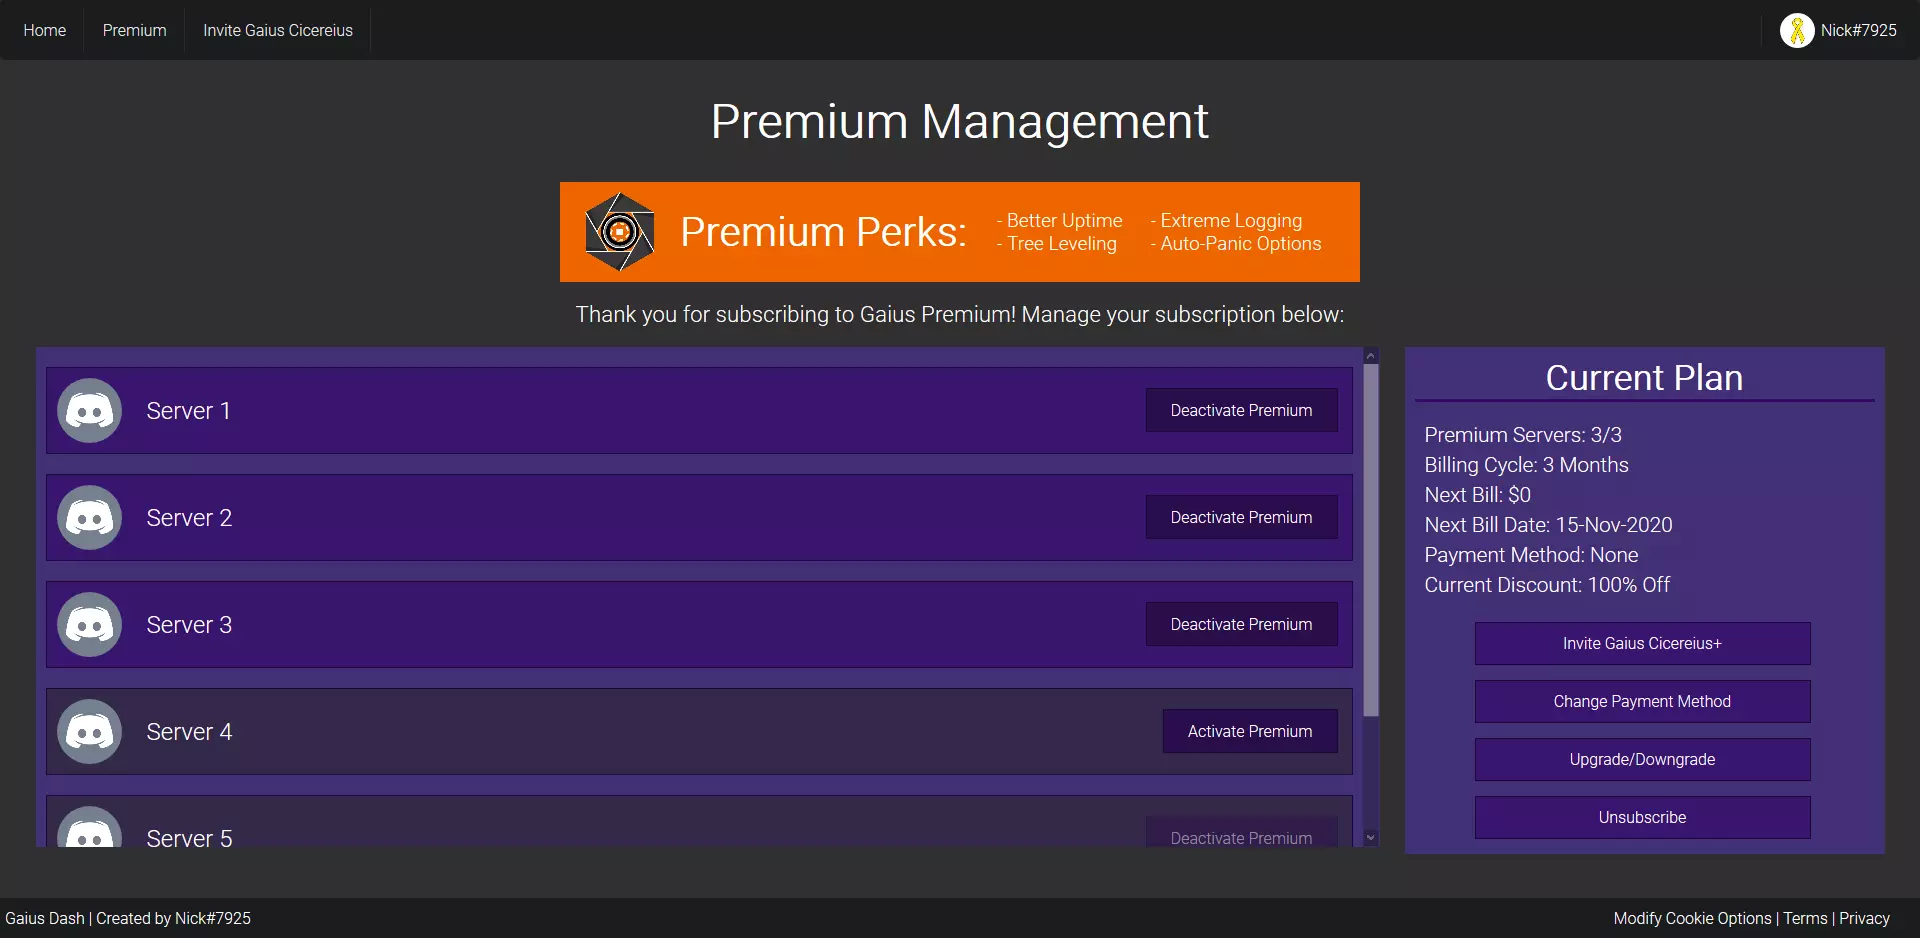 Home
Premium
Invite Gaius Cicereius
Nick#7925
Premium Management
Premium Perks:
- Better Uptime
- Tree Leveling
- Extreme Logging
- Auto-Panic Options
Thank you for subscribing to Gaius Premium! Manage your subscription below:
Server 1
Deactivate Premium
Server 2
Deactivate Premium
Server 3
Deactivate Premium
Server 4
Activate Premium
Server 5
Deactivate Premium
Current Plan
Premium Servers: 3/3
Billing Cycle: 3 Months
Next Bill: $0
Next Bill Date: 15-Nov-2020
Payment Method: None
Current Discount: 100% Off
Invite Gaius Cicereius+
Change Payment Method
Upgrade/Downgrade
Unsubscribe
Gaius Dash | Created by Nick#7925
Modify Cookie Options | Terms | Privacy